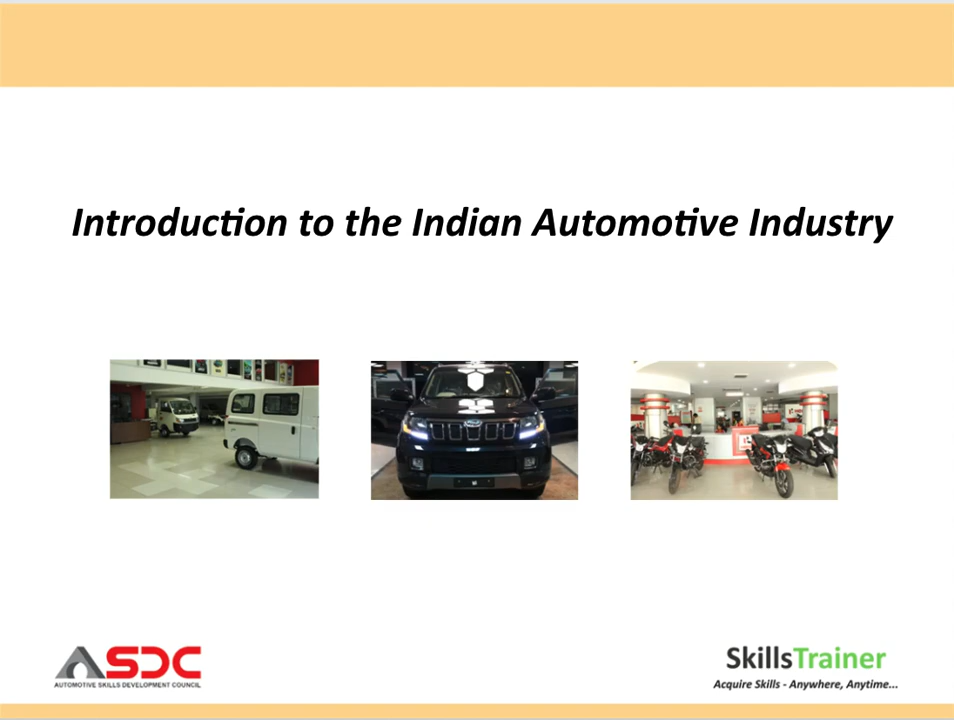 Introduction to the Indian Automotive Industry
ASDC
AUTOMOTIVE SKILLS DEVELOPMENT COUNCIL
SkillsTrainer
Acquire Skills - Anywhere, Anytime...